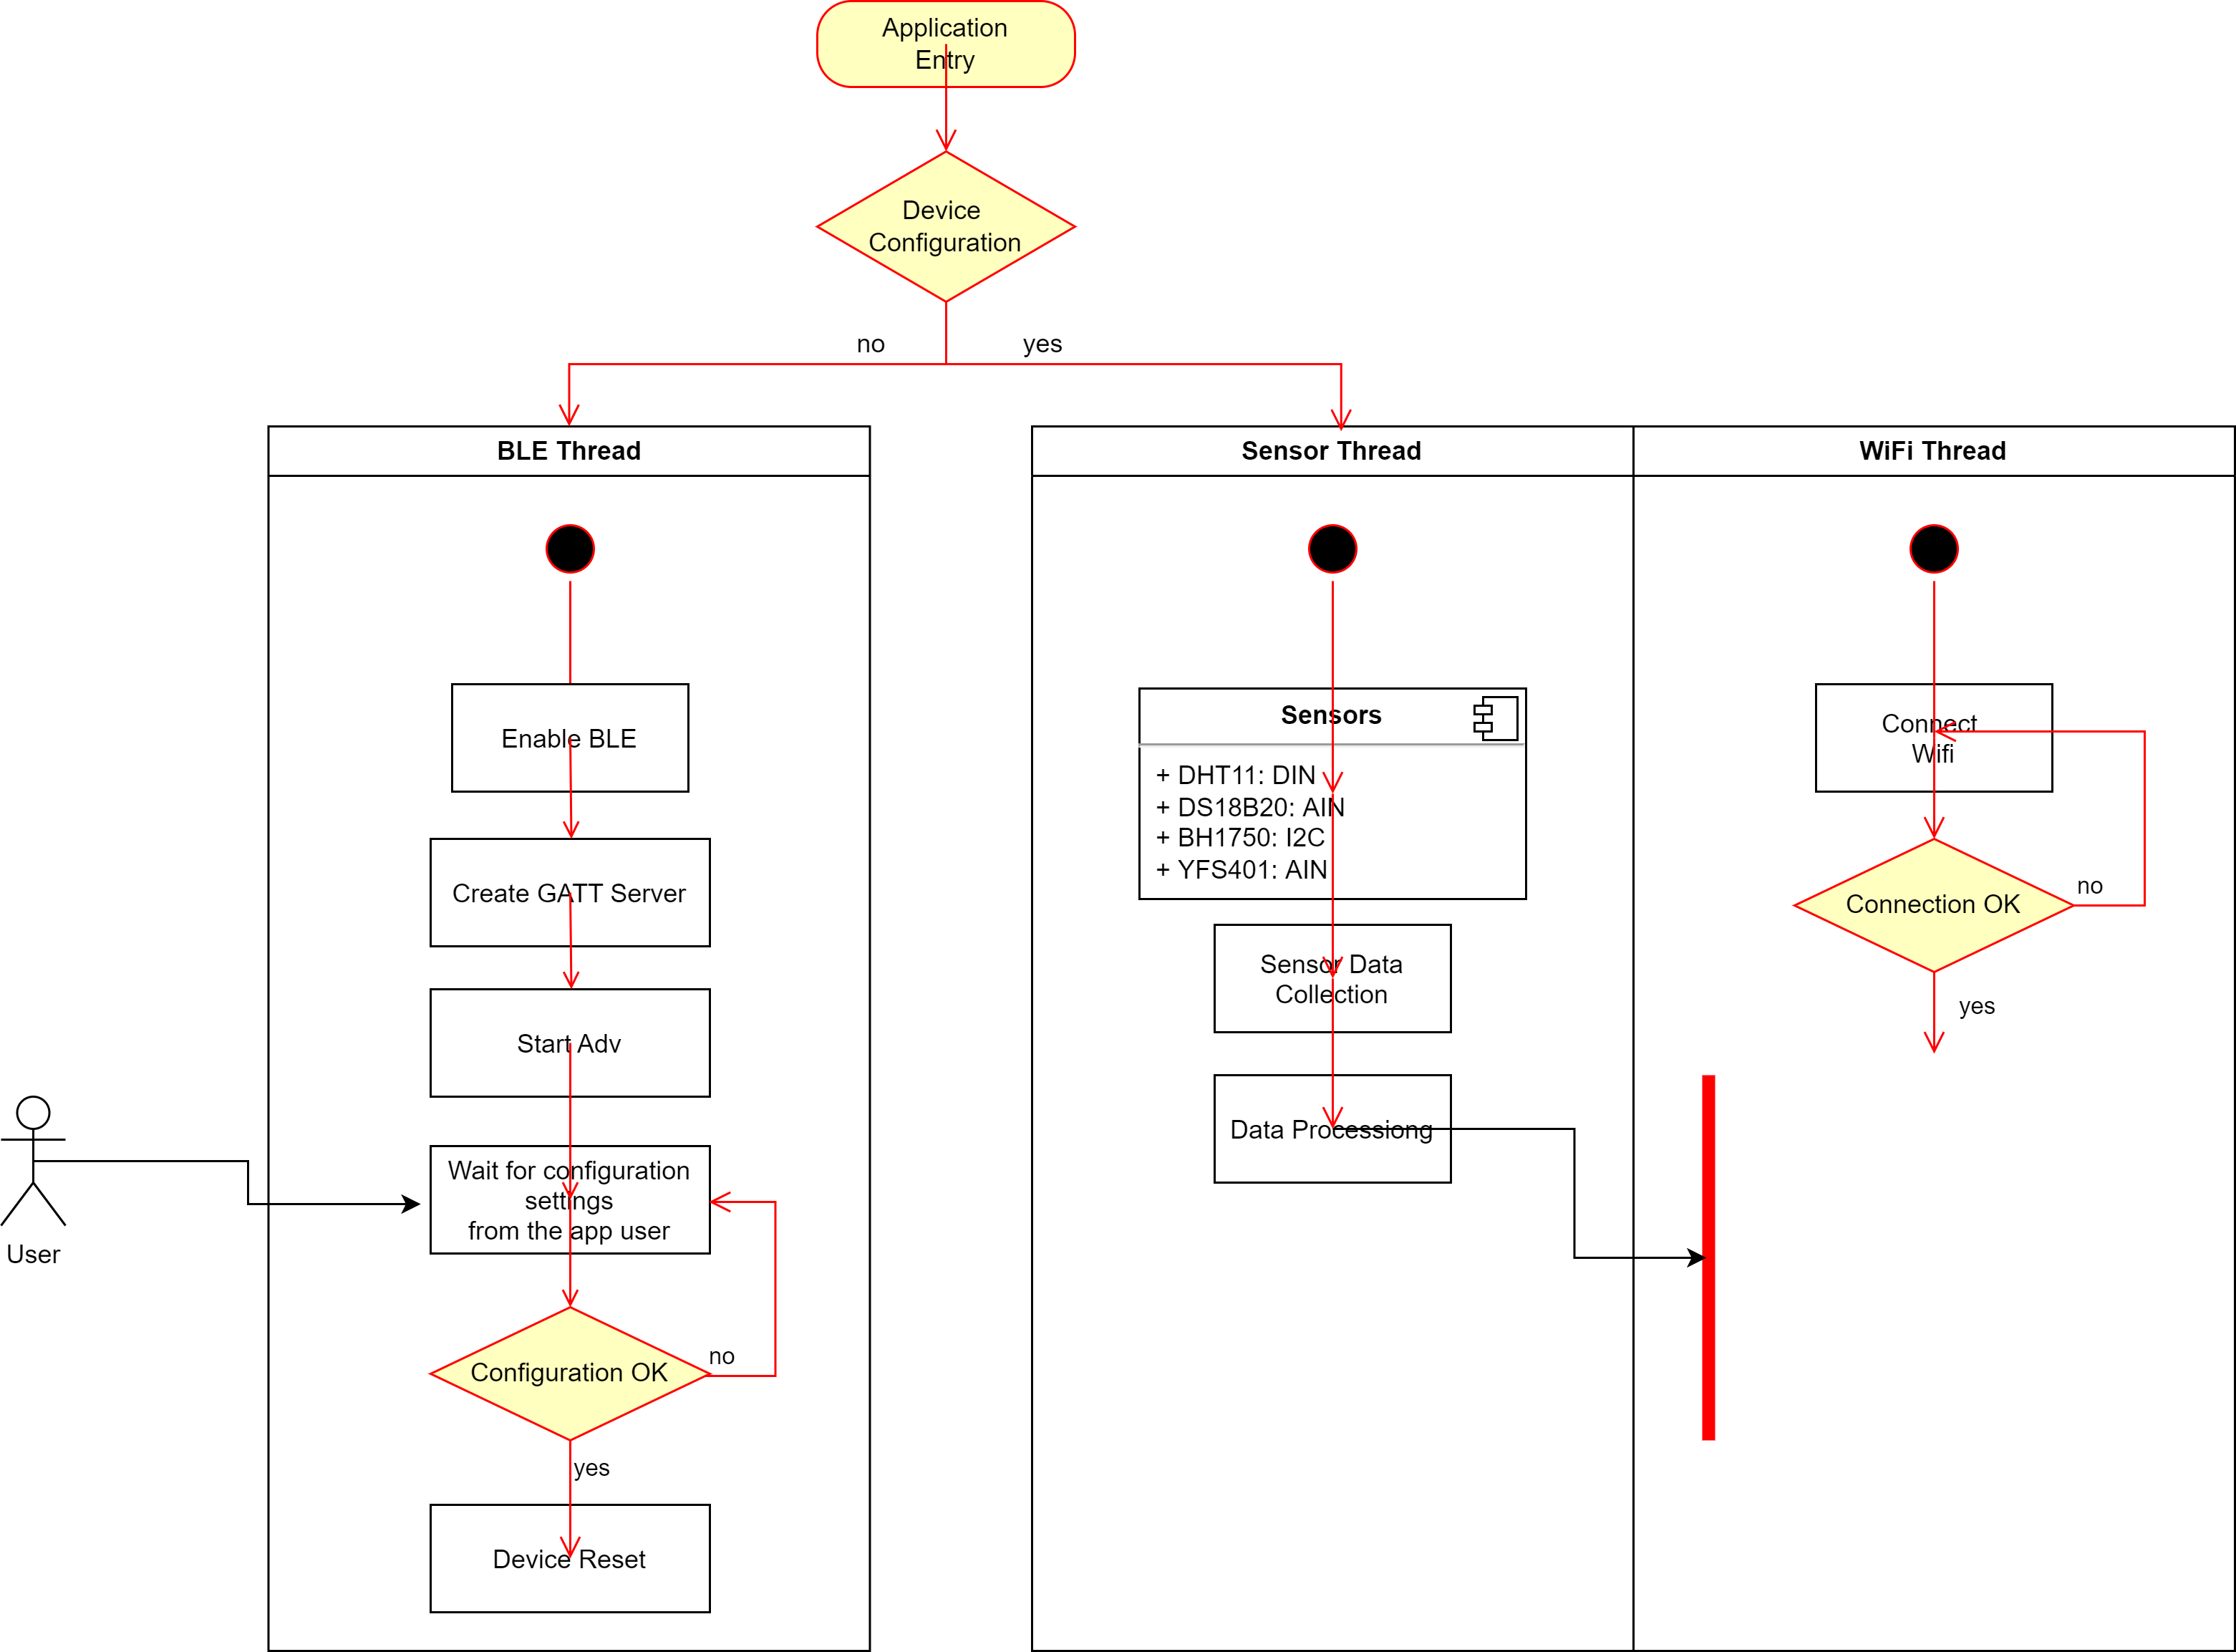 Application
Entry
Device
Configuration
no
yes
BLE Thread
Sensor Thread
WiFi Thread
Enable BLE
Create GATT Server
Start Adv
Wait for configuration
settings
from the app user
User
Configuration OK
no
yes
Device Reset
Sensors
+ DHT11: DIN
+ DS18B20: AIN
+ BH1750: I2C
+ YFS401: AIN
Sensor Data
Collection
Data Processiong
Connect
Wifi
Connection OK
no
yes